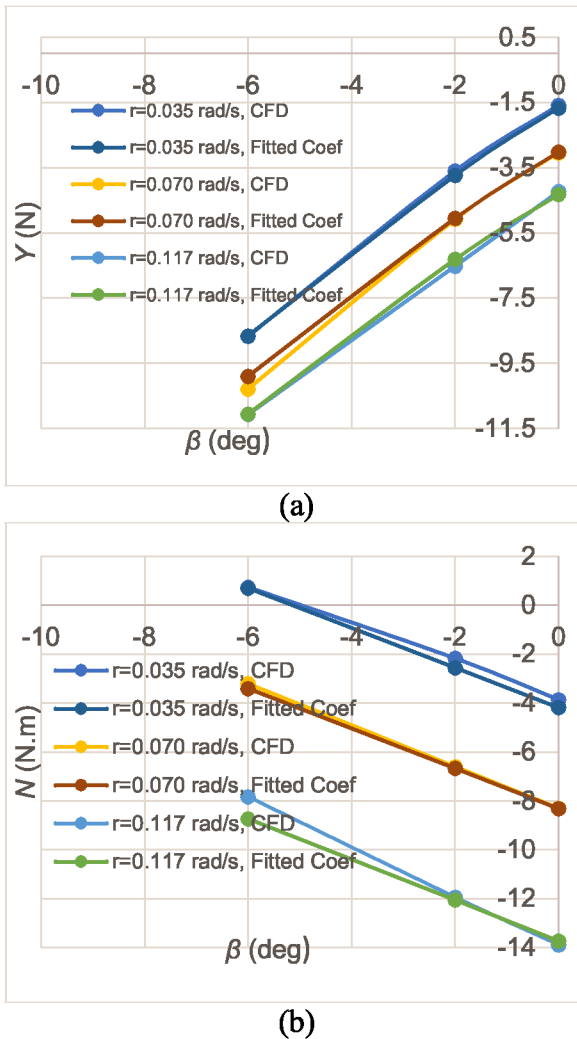 0.5
-10 -8 -6 -4 -2 0
-1.5
r=0.035 rad/s, CFD
r=0.035 rad/s, Fitted Coef
-3.5
r=0.070 rad/s, CFD
r=0.070 rad/s, Fitted Coef
-5.5
r=0.117 rad/s, CFD
r=0.117 rad/s, Fitted Coef
-7.5
-9.5
-11.5
Y (N)
β (deg)
(a)
2
0
-10 -8 -6 -4 -2 0
-2
r=0.035 rad/s, CFD
-4
r=0.035 rad/s, Fitted Coef
r=0.070 rad/s, CFD
-6
r=0.070 rad/s, Fitted Coef
-8
r=0.117 rad/s, CFD
-10
r=0.117 rad/s, Fitted Coef
-12
-14
N (N.m)
β (deg)
(b)